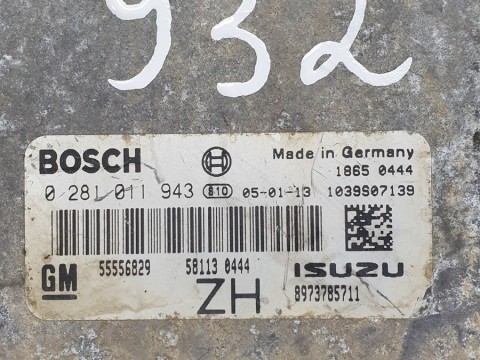 932
BOSCH Made in Germany
1865 0444
0 281 011 943 S10 05-01-13 1039S07139
GM 55556829 58113 0444 ISUZU
ZH 8973785711